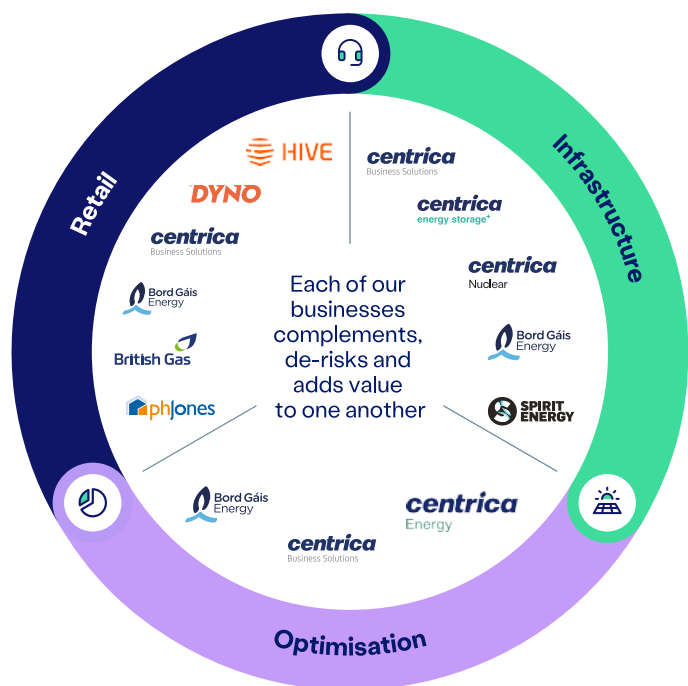 Retail
HIVE
DYNO
centrica
Business Solutions
Bord Gáis
Energy
British Gas
phJones
Infrastructure
centrica
Business Solutions
centrica
energy storage+
centrica
Nuclear
Bord Gáis
Energy
SPIRIT
ENERGY
Each of our
businesses
complements,
de-risks and
adds value
to one another
Bord Gáis
Energy
centrica
Business Solutions
centrica
Energy
Optimisation